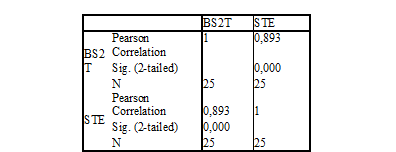 BS2T STE
Pearson 1 0,893
BS2 Correlation
T Sig. (2-tailed) 0,000
N 25 25
Pearson
Correlation 0,893 1
STE Sig. (2-tailed) 0,000
N 25 25